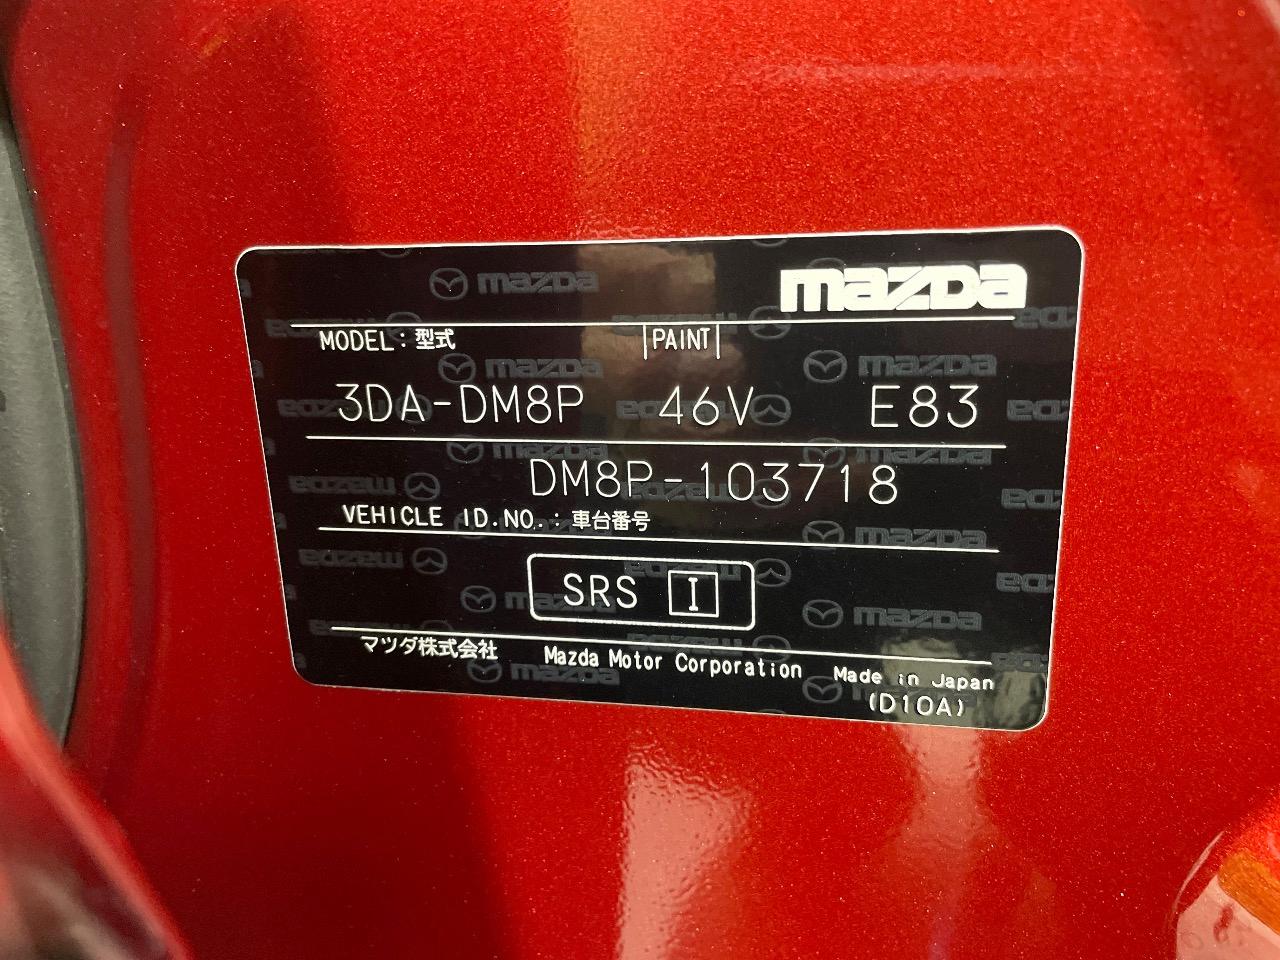 mazda
MODEL : 型式 |PAINT|
3DA-DM8P 46V E83
DM8P-103718
VEHICLE ID.NO. : 車台番号
SRS I
マツダ株式会社 Mazda Motor Corporation Made in Japan
(D10A)